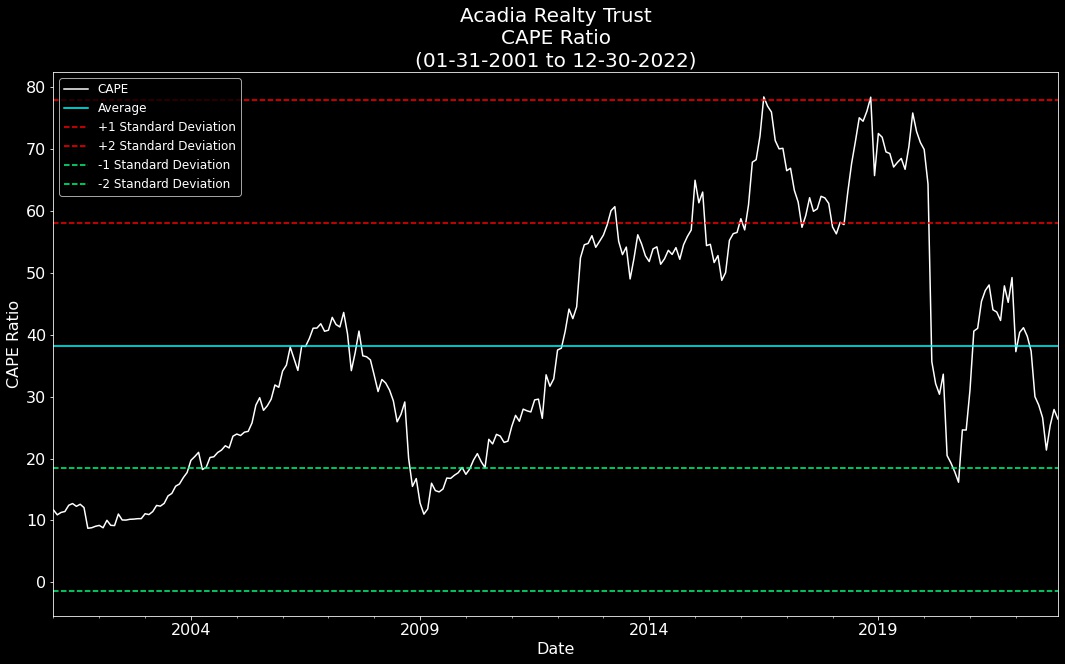 Acadia Realty Trust
CAPE Ratio
(01-31-2001 to 12-30-2022)
CAPE
Average
+1 Standard Deviation
+2 Standard Deviation
-1 Standard Deviation
-2 Standard Deviation
CAPE Ratio
80
70
60
50
40
30
20
10
0
2004 2009 2014 2019
Date